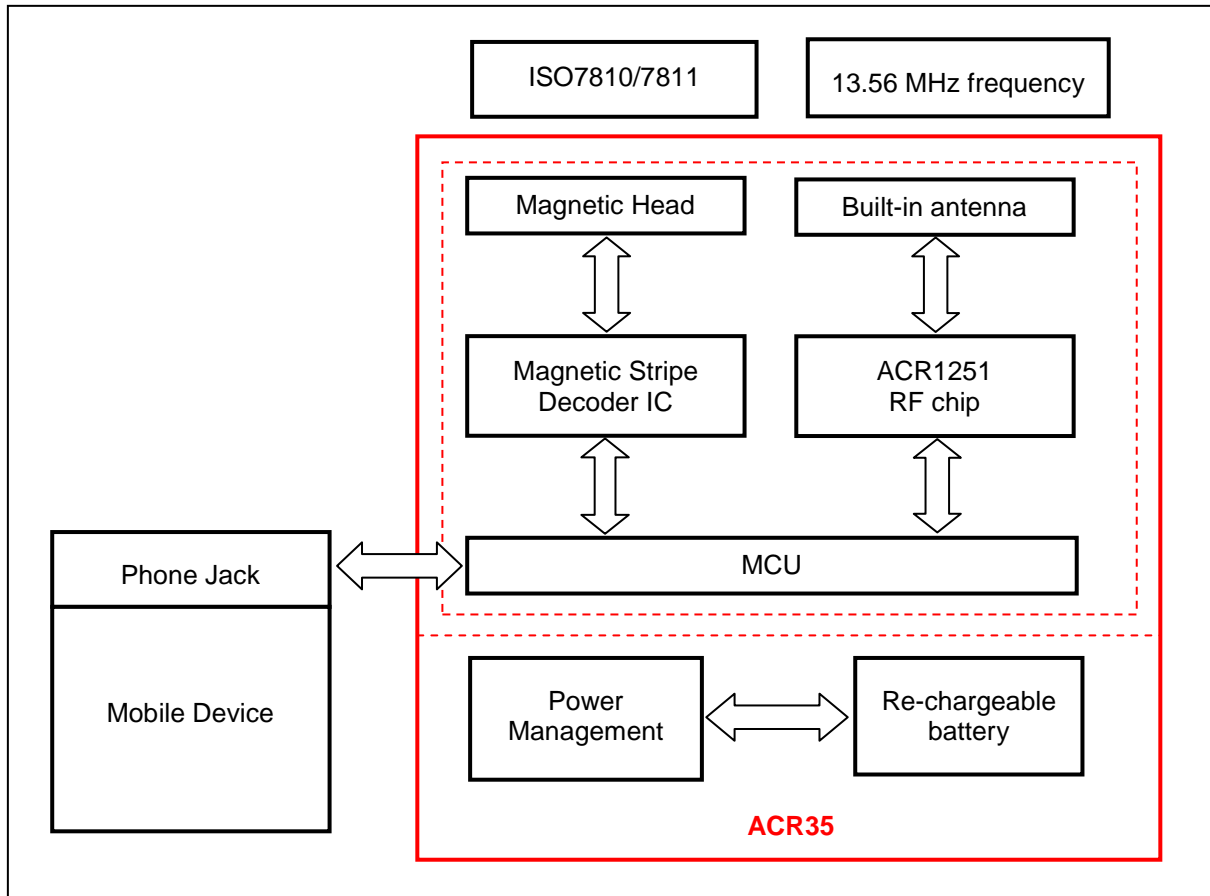 ISO7810/7811
13.56 MHz frequency
Magnetic Head
Built-in antenna
Magnetic Stripe
Decoder IC
ACR1251
RF chip
Phone Jack
MCU
Mobile Device
Power
Management
Re-chargeable
battery
ACR35